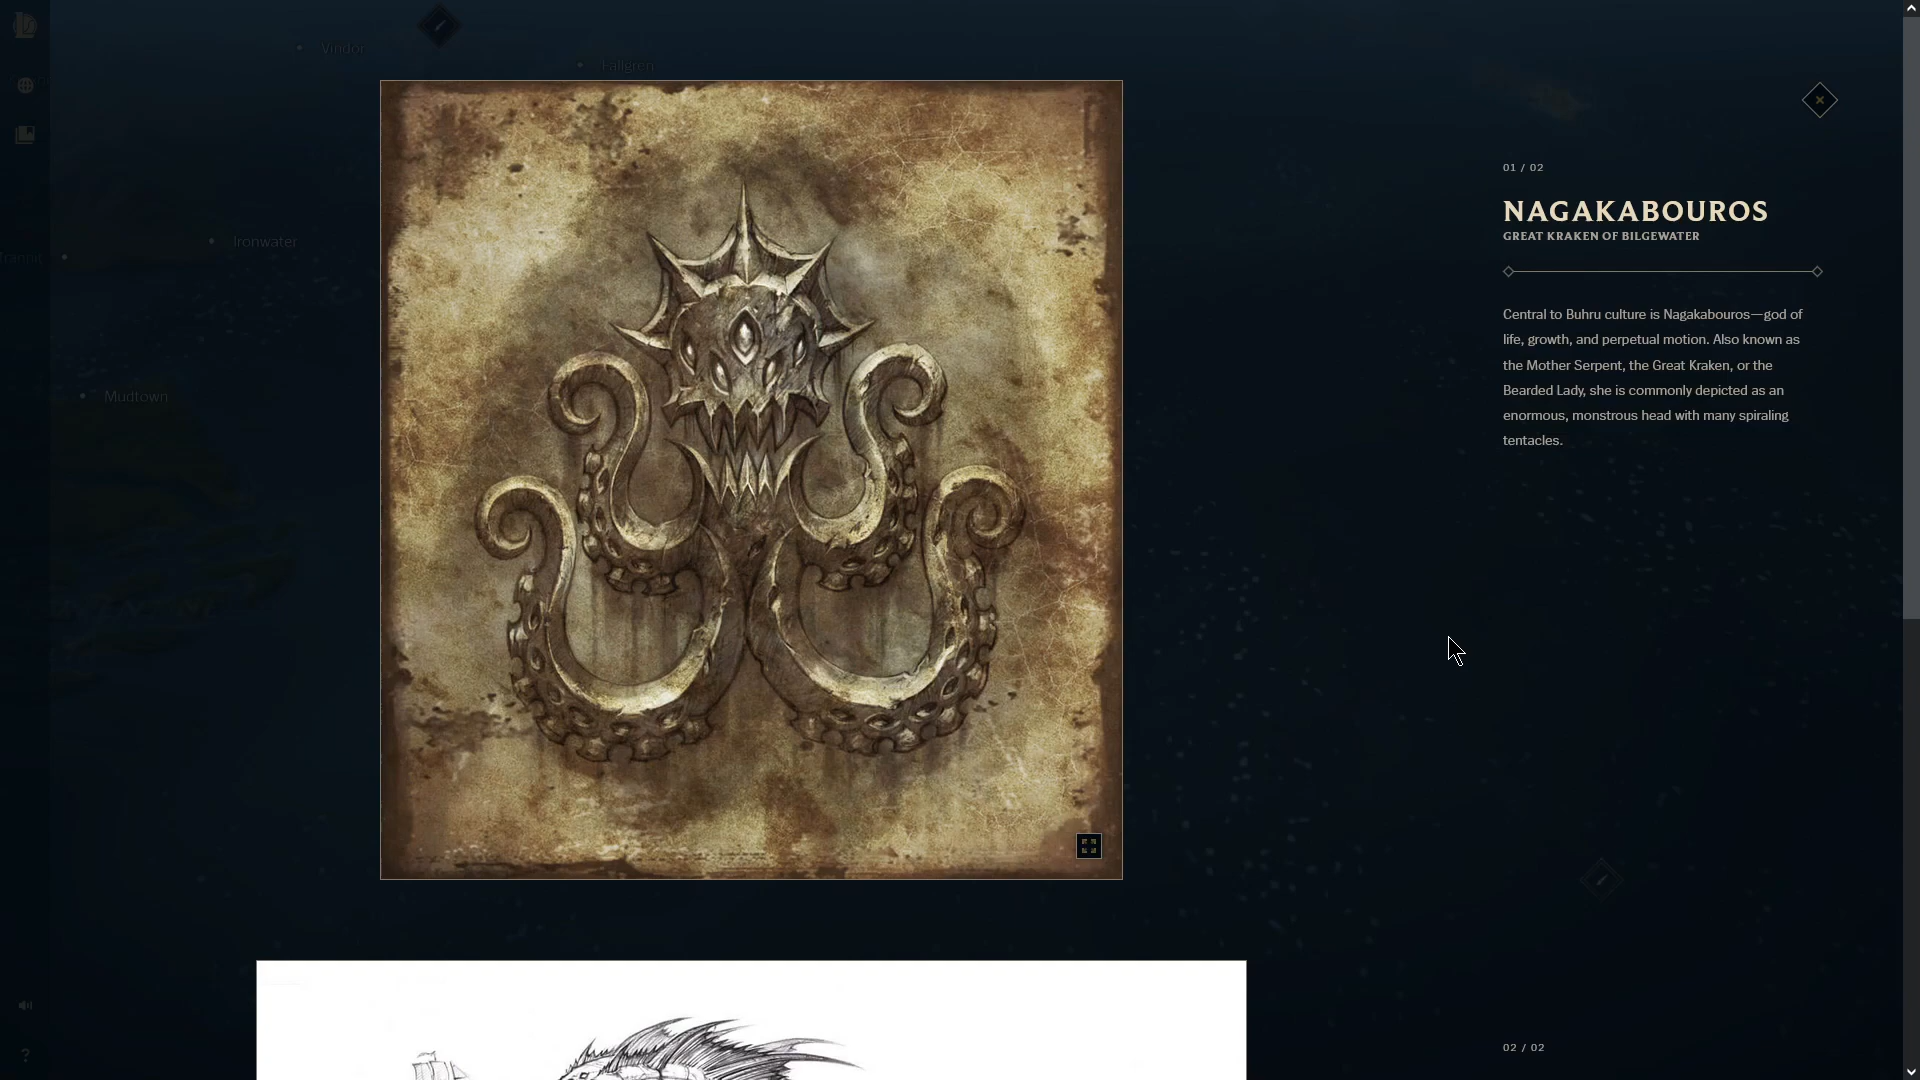 Vindor
Fallgren
01 / 02
NAGAKABOUROS
GREAT KRAKEN OF BILGEWATER
Ironwater
Central to Buhru culture is Nagakabouros—god of
life, growth, and perpetual motion. Also known as
the Mother Serpent, the Great Kraken, or the
Bearded Lady, she is commonly depicted as an
enormous, monstrous head with many spiraling
tentacles.
Mudtown
02 / 02
?